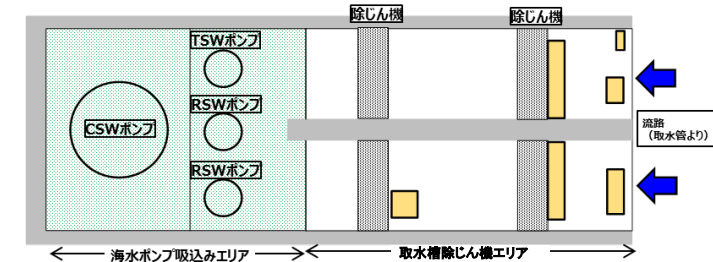 除じん機
除じん機
TSWポンプ
RSWポンプ
CSWポンプ
RSWポンプ
流路
（取水管より）
海水ポンプ吸込みエリア
取水槽除じん機エリア